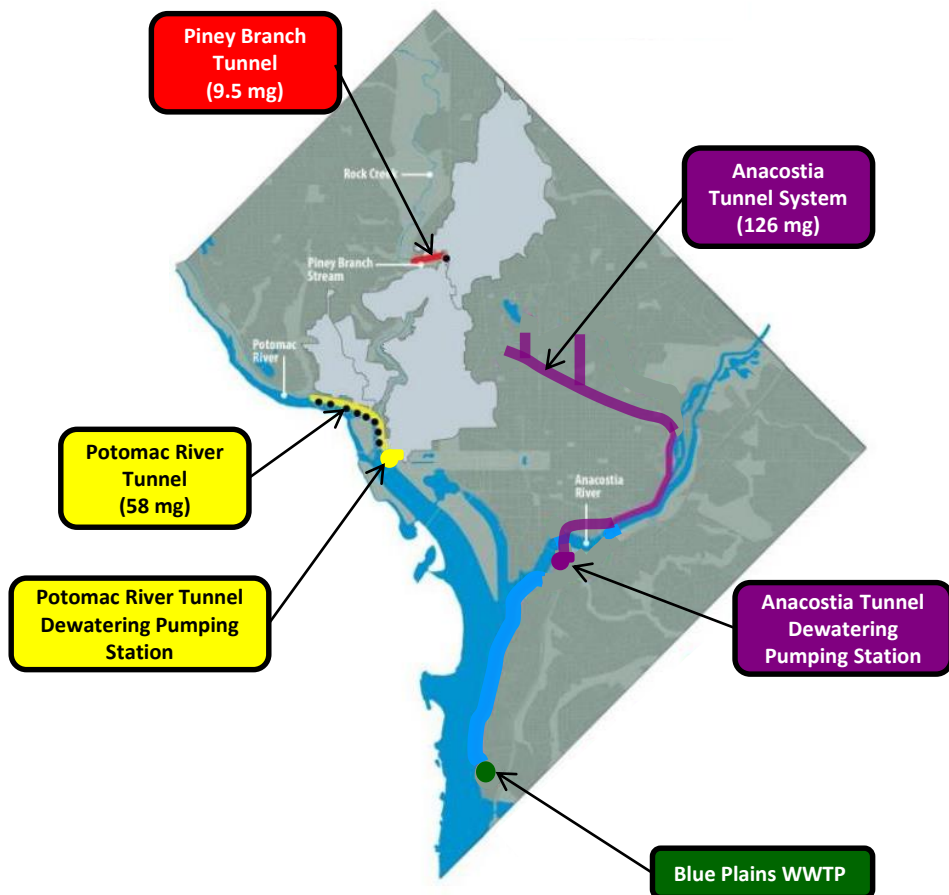 Piney Branch
Tunnel
(9.5 mg)
Anacostia
Tunnel System
(126 mg)
Rock Creek
Piney Branch
Stream
Potomac
River
Potomac River
Tunnel
(58 mg)
Anacostia
River
Potomac River Tunnel
Dewatering Pumping
Station
Anacostia Tunnel
Dewatering
Pumping Station
Blue Plains WWTP